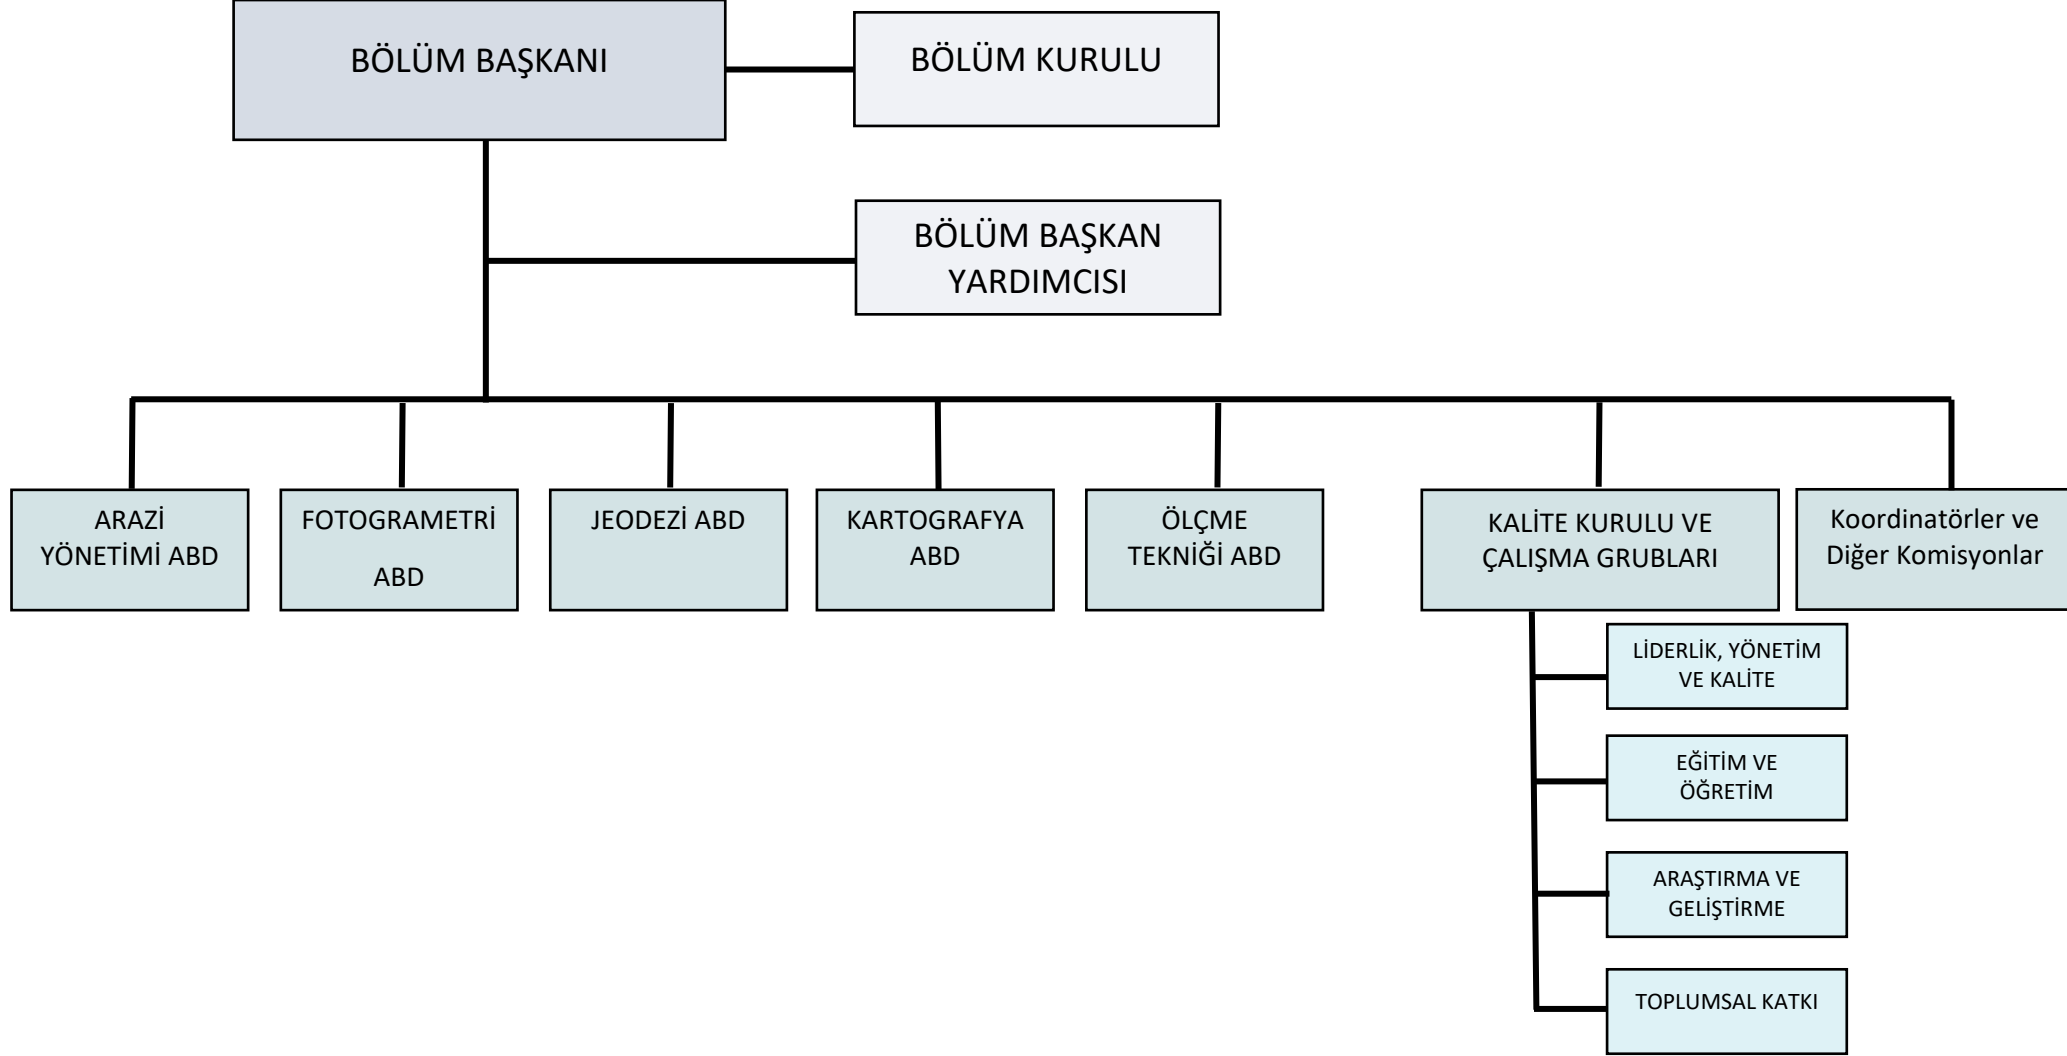 BÖLÜM BAŞKANI
BÖLÜM KURULU
BÖLÜM BAŞKAN
YARDIMCISI
ARAZİ
YÖNETİMİ ABD
FOTOGRAMETRİ
ABD
JEODEZİ ABD
KARTOGRAFYA
ABD
ÖLÇME
TEKNİĞİ ABD
KALİTE KURULU VE
ÇALIŞMA GRUBLARI
Koordinatörler ve
Diğer Komisyonlar
LİDERLİK, YÖNETİM
VE KALİTE
EĞİTİM VE
ÖĞRETİM
ARAŞTIRMA VE
GELİŞTİRME
TOPLUMSAL KATKI